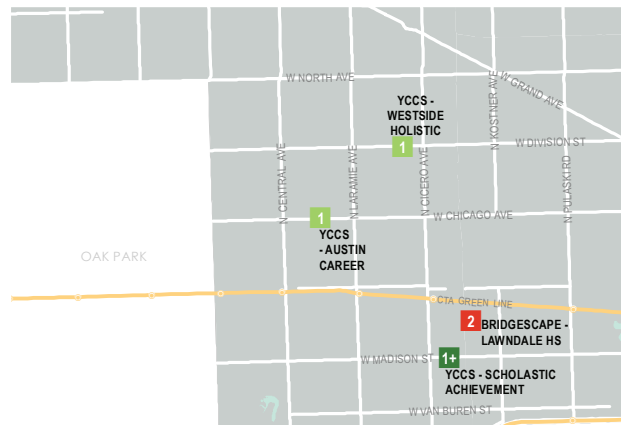 W NORTH AVE
W GRAND AVE
N KOSTNER AVE
YCCS -
WESTSIDE
HOLISTIC
1
W DIVISION ST
N CENTRAL AVE
N LARAMIE AVE
N CICERO AVE
N PULASKI RD
1
W CHICAGO AVE
YCCS
- AUSTIN
CAREER
OAK PARK
CTA GREEN LINE
2
BRIDGESCAPE -
LAWNDALE HS
W MADISON ST
1+
YCCS - SCHOLASTIC
ACHIEVEMENT
W VAN BUREN ST